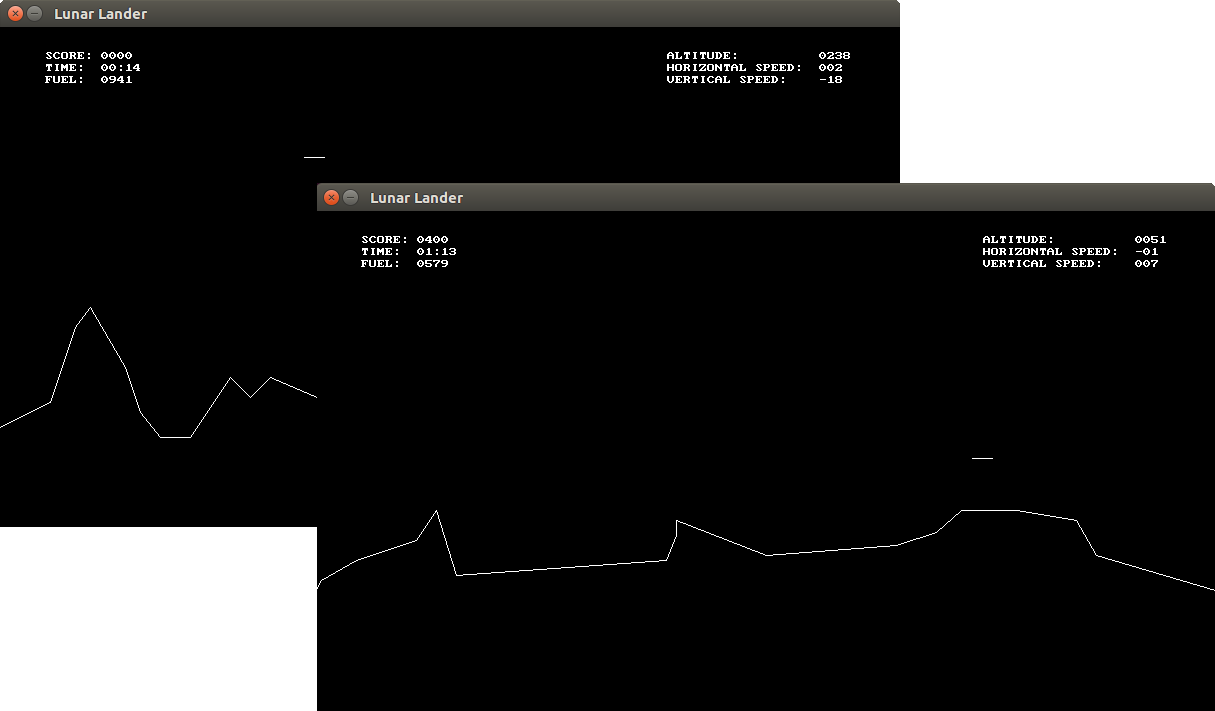 Lunar Lander
SCORE: 0000
TIME: 00:14
FUEL: 0941
ALTITUDE: 0238
HORIZONTAL SPEED: 002
VERTICAL SPEED: -18
Lunar Lander
SCORE: 0400
TIME: 01:13
FUEL: 0579
ALTITUDE: 0051
HORIZONTAL SPEED: -01
VERTICAL SPEED: 007